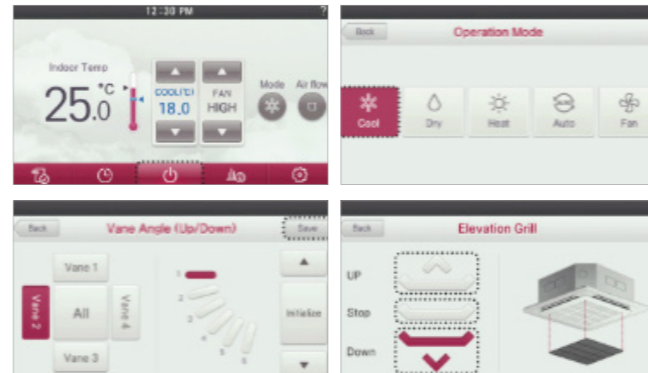 12:30 PM
?
Indoor Temp
25.0 °C
COOL(°C)
18.0
FAN
HIGH
Mode
Air flow
Back
Operation Mode
Cool
Dry
Heat
Auto
Fan
Back
Vane Angle (Up/Down)
Save
Vane 1
Vane 2
All
Vane 4
Vane 3
1
2
3
4
5
6
Initialize
Back
Elevation Grill
UP
Stop
Down